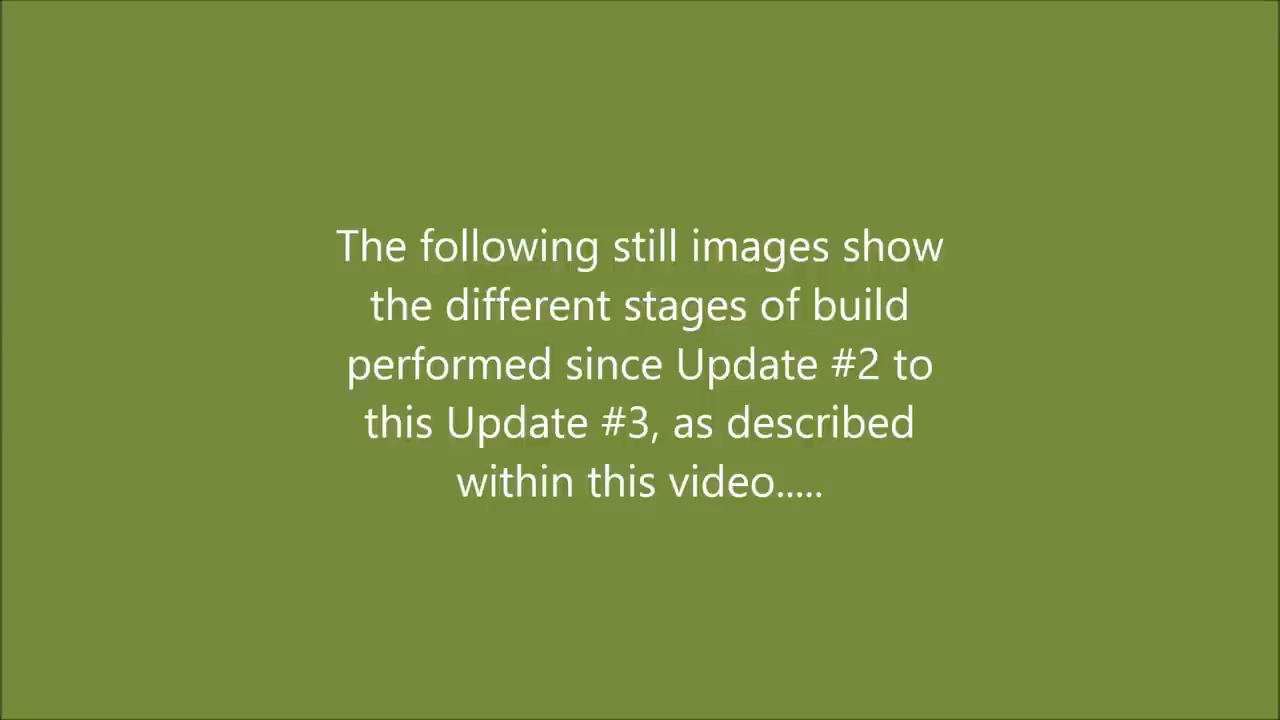 The following still images show
the different stages of build
performed since Update #2 to
this Update #3, as described
within this video.....